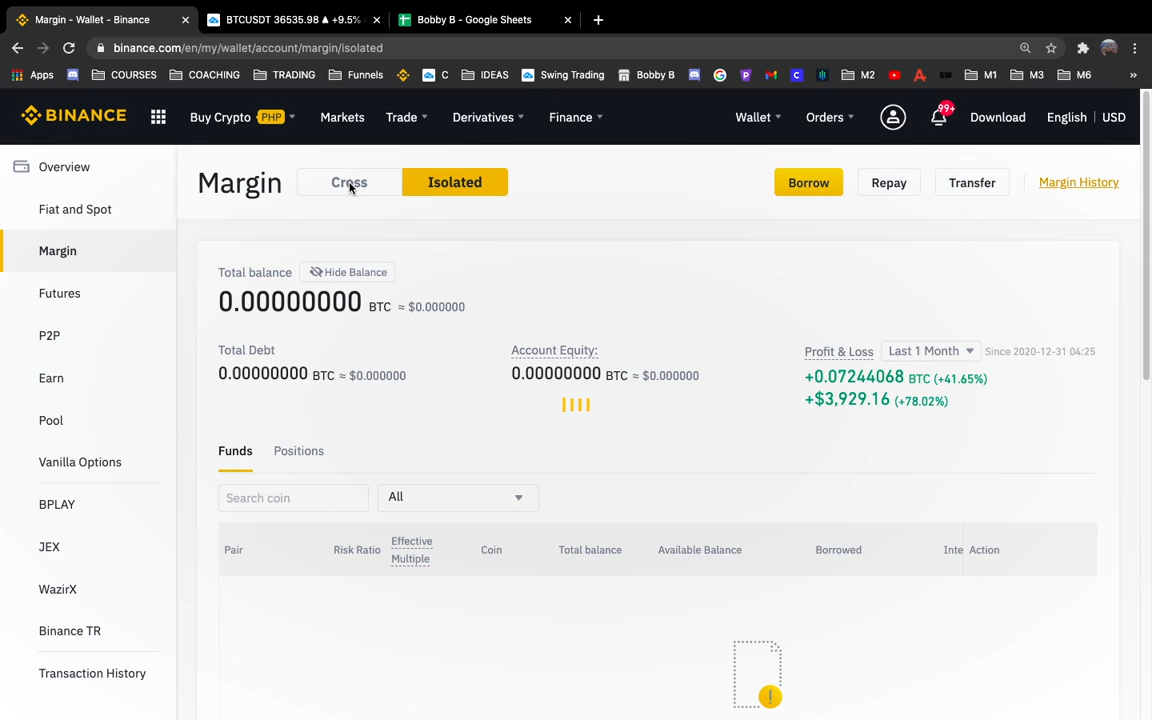 Margin - Wallet - Binance
BTCUSDT 36535.98 ▲ +9.5%
Bobby B - Google Sheets
binance.com/en/my/wallet/account/margin/isolated
Apps COURSES COACHING TRADING Funnels C IDEAS Swing Trading Bobby B M2 M1 M3 M6 »
BINANCE Buy Crypto PHP Markets Trade Derivatives Finance Wallet Orders 99+ Download English USD
Overview
Fiat and Spot
Margin
Futures
P2P
Earn
Pool
Vanilla Options
BPLAY
JEX
WazirX
Binance TR
Transaction History
Margin Cross Isolated Borrow Repay Transfer Margin History
Total balance Hide Balance
0.00000000 BTC ≈ $0.000000
Total Debt
0.00000000 BTC ≈ $0.000000
Account Equity:
0.00000000 BTC ≈ $0.000000
Profit & Loss Last 1 Month Since 2020-12-31 04:25
+0.07244068 BTC (+41.65%)
+$3,929.16 (+78.02%)
Funds Positions
Search coin All
Pair Risk Ratio Effective Multiple Coin Total balance Available Balance Borrowed Inte Action